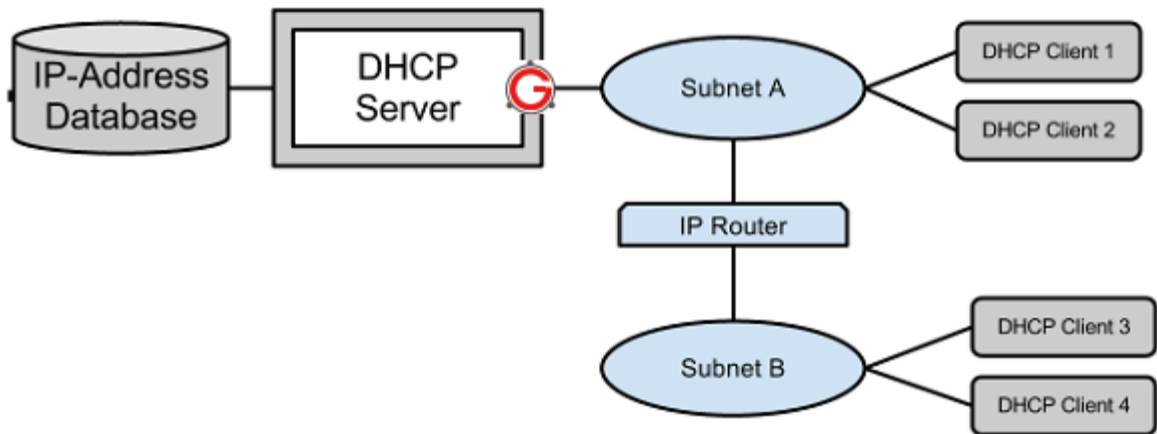 IP-Address
Database
DHCP
Server
G
Subnet A
DHCP Client 1
DHCP Client 2
IP Router
Subnet B
DHCP Client 3
DHCP Client 4